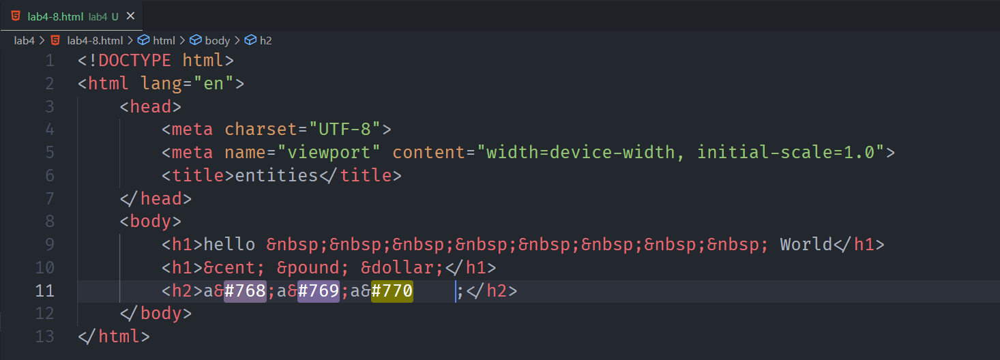 lab4-8.html lab4 U ×
lab4 > lab4-8.html > html > body > h2
1 <!DOCTYPE html>
2 <html lang="en">
3     <head>
4         <meta charset="UTF-8">
5         <meta name="viewport" content="width=device-width, initial-scale=1.0">
6         <title>entities</title>
7     </head>
8     <body>
9         <h1>hello &nbsp;&nbsp;&nbsp;&nbsp;&nbsp;&nbsp;&nbsp;&nbsp; World</h1>
10         <h1>&cent; &pound; &dollar;</h1>
11         <h2>a&#768;a&#769;a&#770    ;</h2>
12     </body>
13 </html>